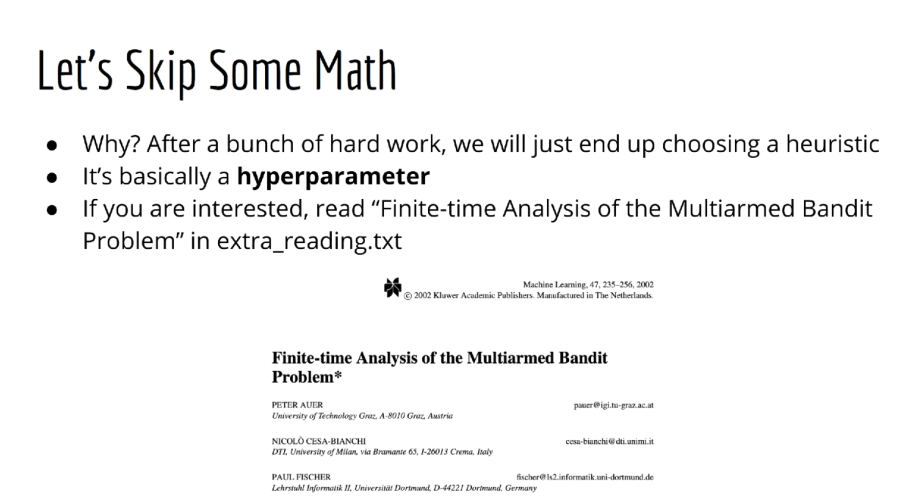 Let's Skip Some Math
● Why? After a bunch of hard work, we will just end up choosing a heuristic
● It's basically a hyperparameter
● If you are interested, read “Finite-time Analysis of the Multiarmed Bandit
Problem” in extra_reading.txt
Machine Learning, 47, 235–256, 2002
© 2002 Kluwer Academic Publishers. Manufactured in The Netherlands.
Finite-time Analysis of the Multiarmed Bandit
Problem*
PETER AUER pauer@igi.tu-graz.ac.at
University of Technology Graz, A-8010 Graz, Austria
NICOLÒ CESA-BIANCHI cesa-bianchi@dti.unimi.it
DTI, University of Milan, via Bramante 65, I-26013 Crema, Italy
PAUL FISCHER fischer@ls2.informatik.uni-dortmund.de
Lehrstuhl Informatik II, Universität Dortmund, D-44221 Dortmund, Germany